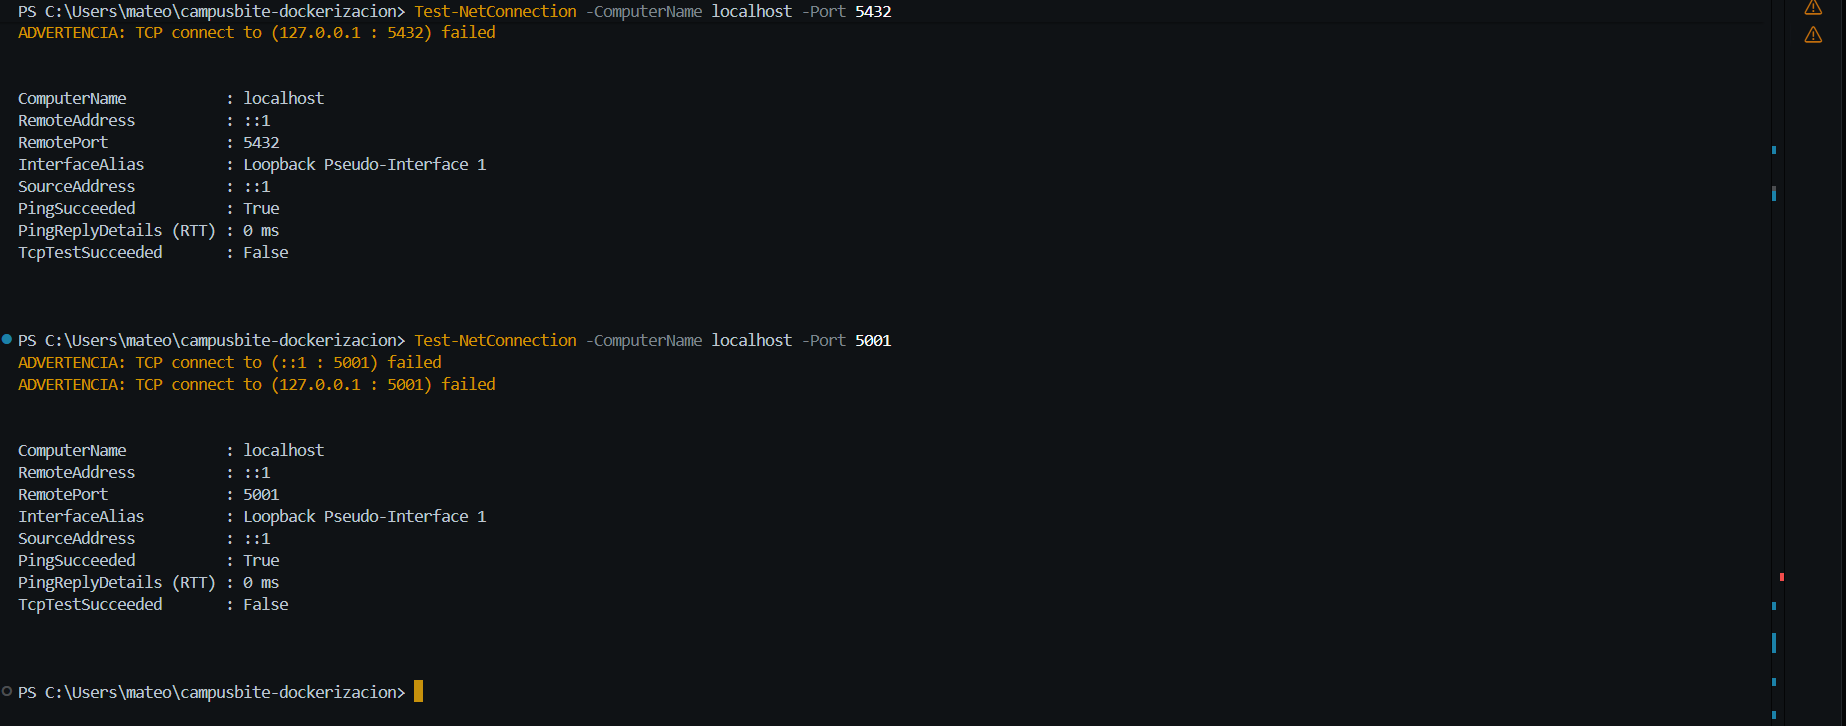 PS C:\Users\mateo\campusbite-dockerizacion> Test-NetConnection -ComputerName localhost -Port 5432
ADVERTENCIA: TCP connect to (127.0.0.1 : 5432) failed
ComputerName           : localhost
RemoteAddress          : ::1
RemotePort             : 5432
InterfaceAlias         : Loopback Pseudo-Interface 1
SourceAddress          : ::1
PingSucceeded          : True
PingReplyDetails (RTT) : 0 ms
TcpTestSucceeded       : False
PS C:\Users\mateo\campusbite-dockerizacion> Test-NetConnection -ComputerName localhost -Port 5001
ADVERTENCIA: TCP connect to (::1 : 5001) failed
ADVERTENCIA: TCP connect to (127.0.0.1 : 5001) failed
ComputerName           : localhost
RemoteAddress          : ::1
RemotePort             : 5001
InterfaceAlias         : Loopback Pseudo-Interface 1
SourceAddress          : ::1
PingSucceeded          : True
PingReplyDetails (RTT) : 0 ms
TcpTestSucceeded       : False
PS C:\Users\mateo\campusbite-dockerizacion>